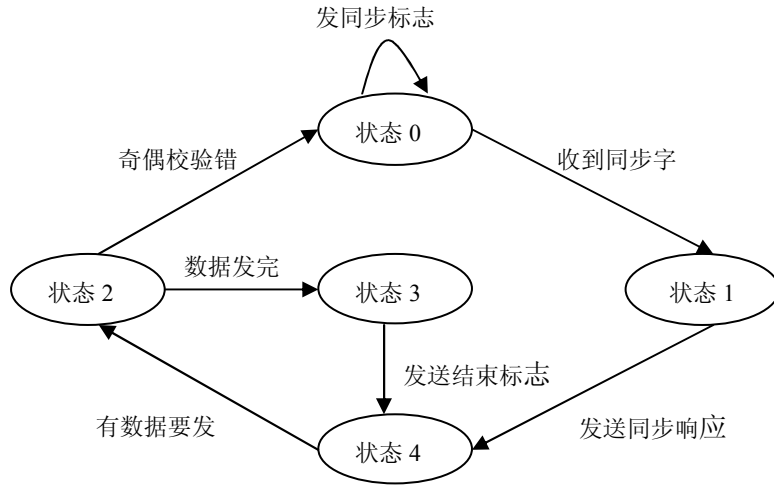 发同步标志
状态 0
奇偶校验错
收到同步字
数据发完
状态 2
状态 3
状态 1
发送结束标志
有数据要发
发送同步响应
状态 4